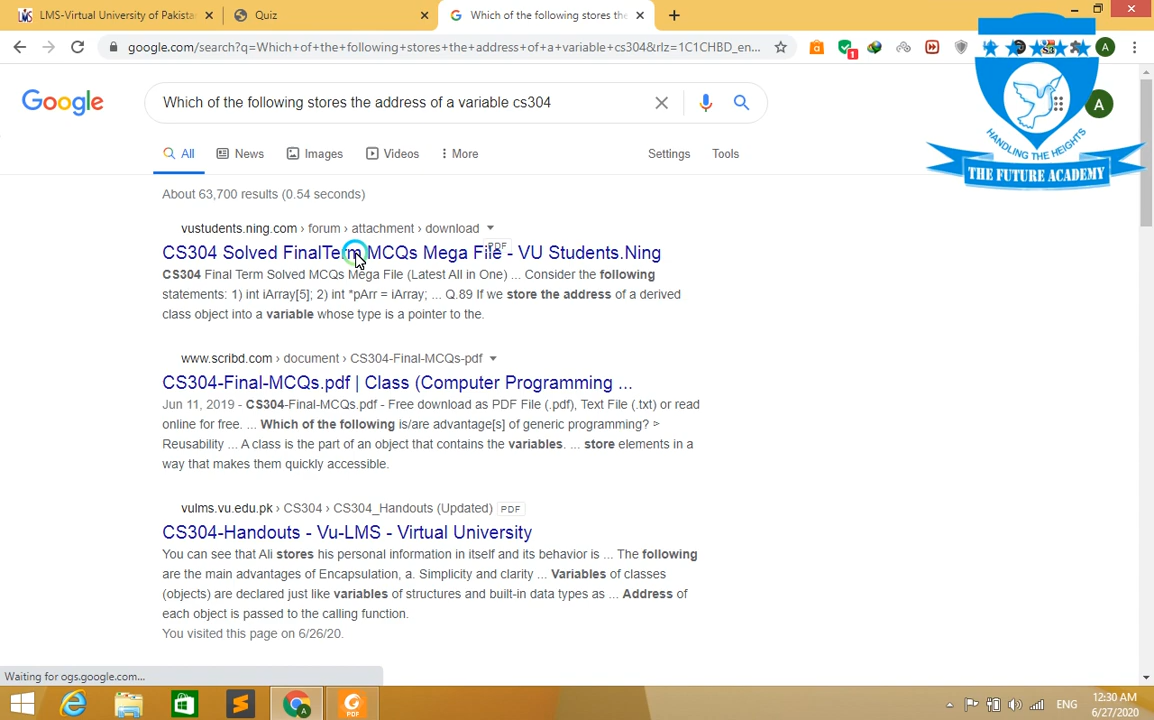 LMS-Virtual University of Pakista
Quiz
Which of the following stores the
google.com/search?q=Which+of+the+following+stores+the+address+of+a+variable+cs304&rlz=1C1CHBD_en...
1
A
Google
Which of the following stores the address of a variable cs304
A
HANDLING THE HEIGHTS
THE FUTURE ACADEMY
All
News
Images
Videos
More
Settings
Tools
About 63,700 results (0.54 seconds)
vustudents.ning.com › forum › attachment › download
PDF
CS304 Solved FinalTerm MCQs Mega File - VU Students.Ning
CS304 Final Term Solved MCQs Mega File (Latest All in One) ... Consider the following
statements: 1) int iArray[5]; 2) int *pArr = iArray; ... Q.89 If we store the address of a derived
class object into a variable whose type is a pointer to the.
www.scribd.com › document › CS304-Final-MCQs-pdf
CS304-Final-MCQs.pdf | Class (Computer Programming ...
Jun 11, 2019 - CS304-Final-MCQs.pdf - Free download as PDF File (.pdf), Text File (.txt) or read
online for free. ... Which of the following is/are advantage[s] of generic programming? ▹
Reusability ... A class is the part of an object that contains the variables. ... store elements in a
way that makes them quickly accessible.
vulms.vu.edu.pk › CS304 › CS304_Handouts (Updated) PDF
CS304-Handouts - Vu-LMS - Virtual University
You can see that Ali stores his personal information in itself and its behavior is ... The following
are the main advantages of Encapsulation, a. Simplicity and clarity ... Variables of classes
(objects) are declared just like variables of structures and built-in data types as ... Address of
each object is passed to the calling function.
You visited this page on 6/26/20.
Waiting for ogs.google.com...
PDF
ENG
12:30 AM
6/27/2020